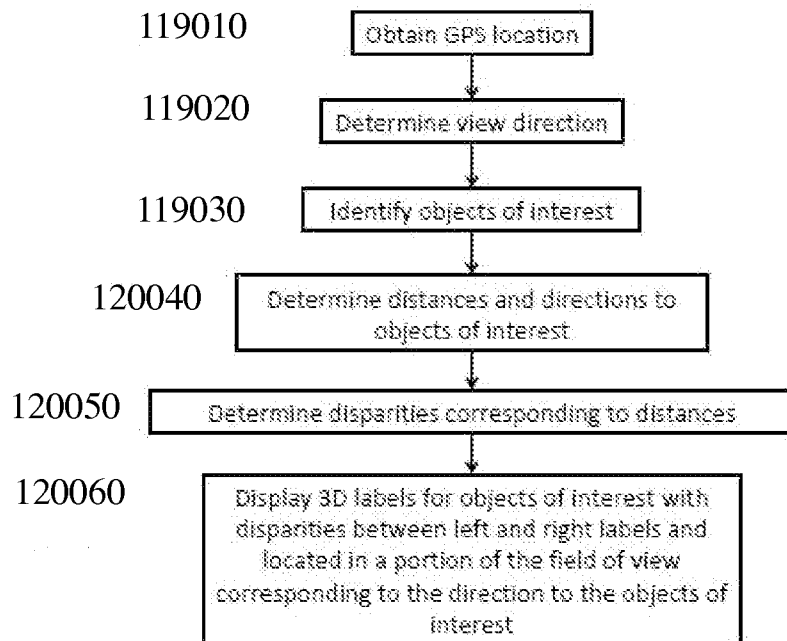 119010
Obtain GPS location
119020
Determine view direction
119030
Identify objects of interest
120040
Determine distances and directions to
objects of interest
120050
Determine disparities corresponding to distances
120060
Display 3D labels for objects of interest with
disparities between left and right labels and
located in a portion of the field of view
corresponding to the direction to the objects of
interest